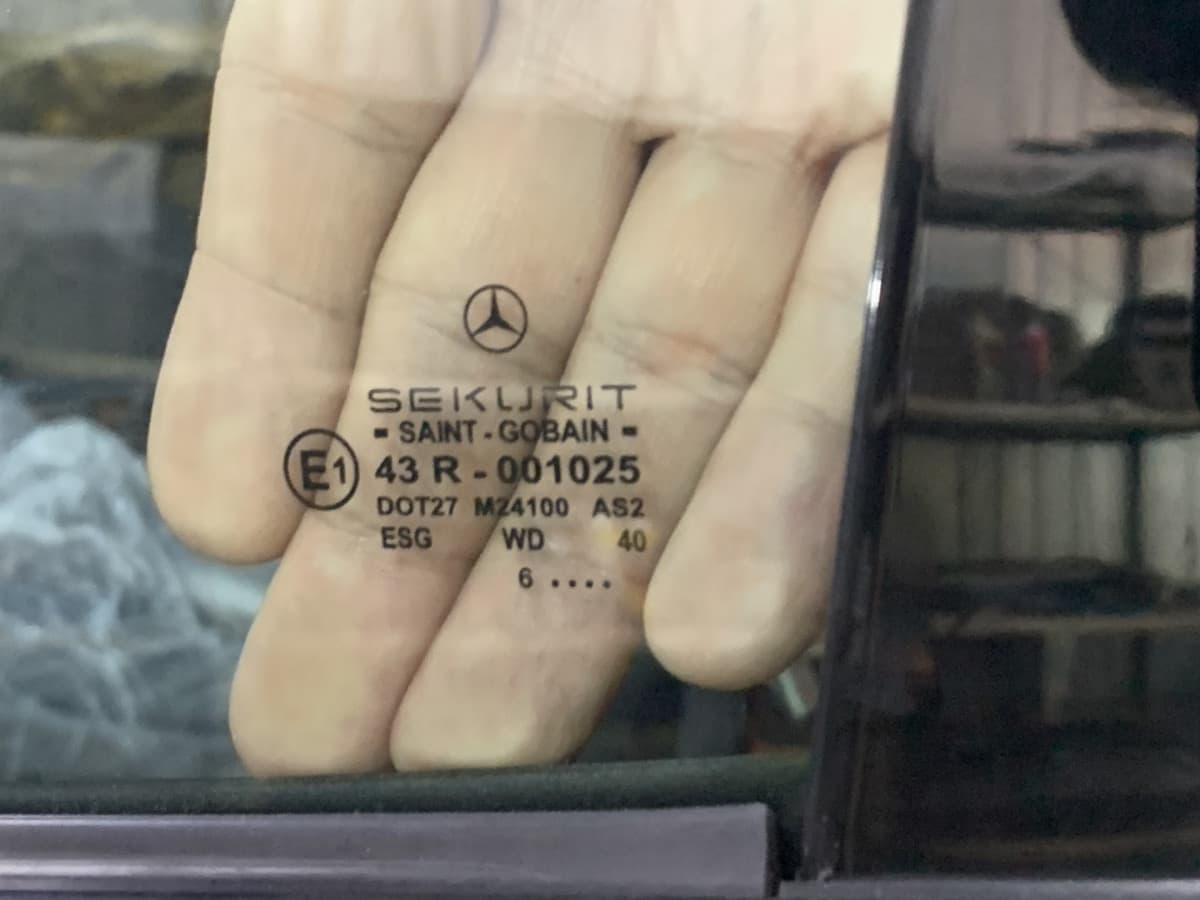 SEKURIT
- SAINT-GOBAIN -
E1 43 R - 001025
DOT27 M24100 AS2
ESG WD 40
6 ....